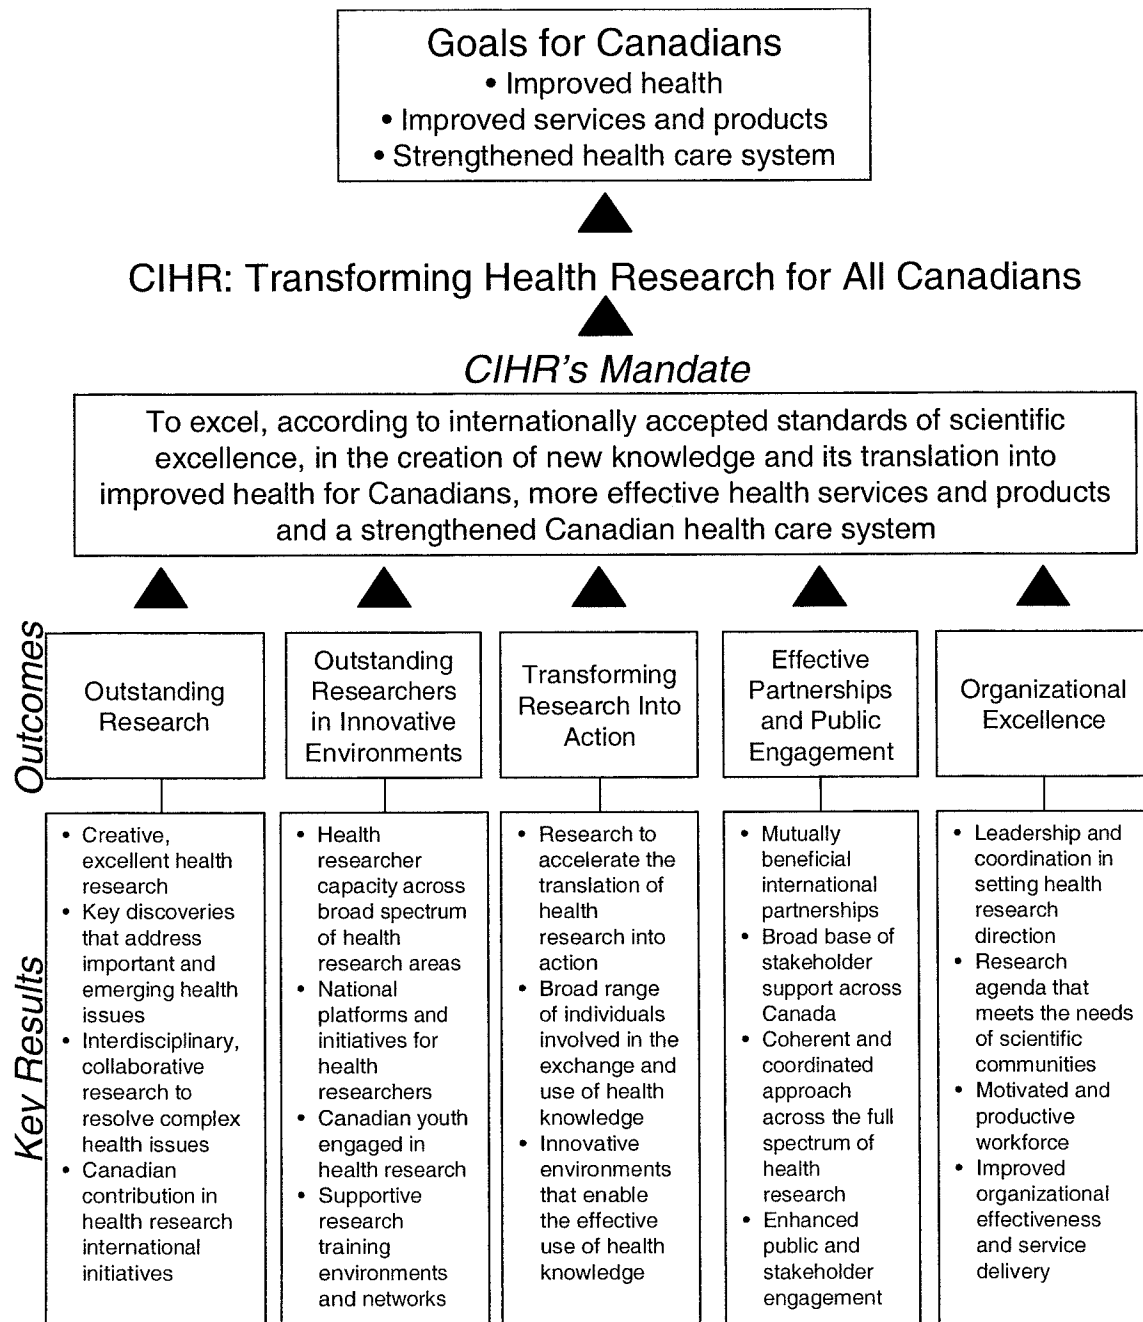 Goals for Canadians
• Improved health
• Improved services and products
• Strengthened health care system
CIHR: Transforming Health Research for All Canadians
CIHR's Mandate
To excel, according to internationally accepted standards of scientific
excellence, in the creation of new knowledge and its translation into
improved health for Canadians, more effective health services and products
and a strengthened Canadian health care system
Outcomes
Outstanding
Research
Outstanding
Researchers
in Innovative
Environments
Transforming
Research Into
Action
Effective
Partnerships
and Public
Engagement
Organizational
Excellence
Key Results
• Creative,
excellent health
research
• Key discoveries
that address
important and
emerging health
issues
• Interdisciplinary,
collaborative
research to
resolve complex
health issues
• Canadian
contribution in
health research
international
initiatives
• Health
researcher
capacity across
broad spectrum
of health
research areas
• National
platforms and
initiatives for
health
researchers
• Canadian youth
engaged in
health research
• Supportive
research
training
environments
and networks
• Research to
accelerate the
translation of
health
research into
action
• Broad range
of individuals
involved in the
exchange and
use of health
knowledge
• Innovative
environments
that enable
the effective
use of health
knowledge
• Mutually
beneficial
international
partnerships
• Broad base of
stakeholder
support across
Canada
• Coherent and
coordinated
approach
across the full
spectrum of
health
research
• Enhanced
public and
stakeholder
engagement
• Leadership and
coordination in
setting health
research
direction
• Research
agenda that
meets the needs
of scientific
communities
• Motivated and
productive
workforce
• Improved
organizational
effectiveness
and service
delivery